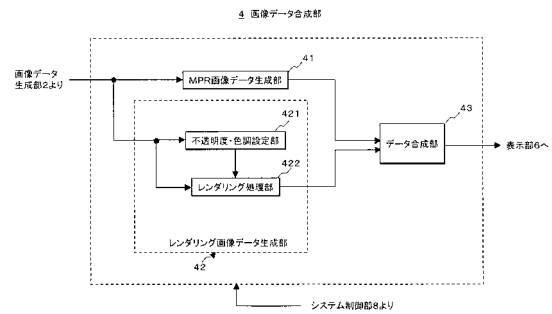 4 画像データ合成部
画像データ
生成部2より
41
MPR画像データ生成部
421
不透明度・色調設定部
422
レンダリング処理部
43
データ合成部
表示部6へ
レンダリング画像データ生成部
42
システム制御部8より